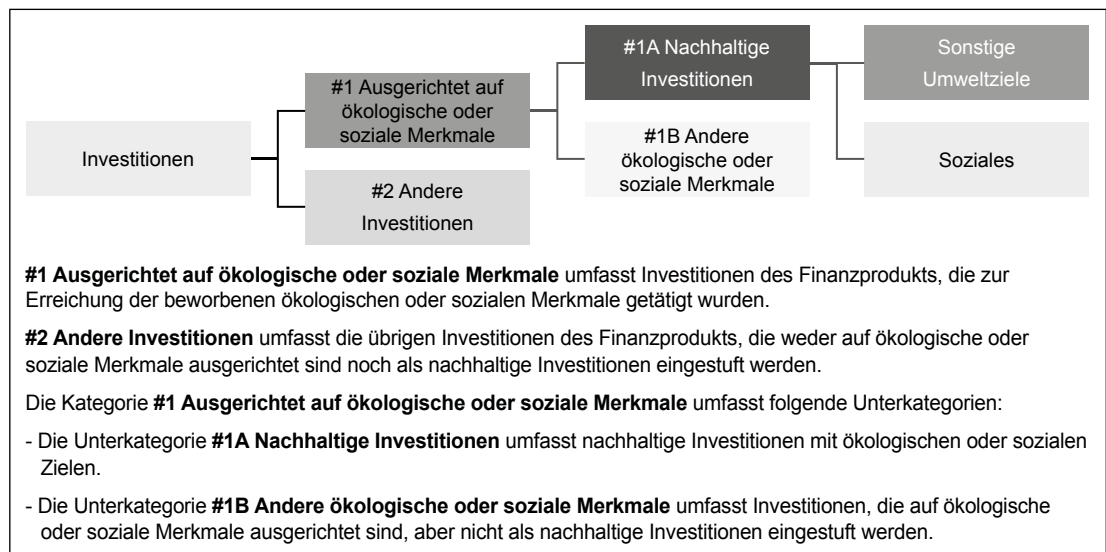 #1A Nachhaltige
Investitionen
Sonstige
Umweltziele
#1 Ausgerichtet auf
ökologische oder
soziale Merkmale
Investitionen
#1B Andere
ökologische oder
soziale Merkmale
Soziales
#2 Andere
Investitionen
#1 Ausgerichtet auf ökologische oder soziale Merkmale umfasst Investitionen des Finanzprodukts, die zur
Erreichung der beworbenen ökologischen oder sozialen Merkmale getätigt wurden.
#2 Andere Investitionen umfasst die übrigen Investitionen des Finanzprodukts, die weder auf ökologische oder
soziale Merkmale ausgerichtet sind noch als nachhaltige Investitionen eingestuft werden.
Die Kategorie #1 Ausgerichtet auf ökologische oder soziale Merkmale umfasst folgende Unterkategorien:
- Die Unterkategorie #1A Nachhaltige Investitionen umfasst nachhaltige Investitionen mit ökologischen oder sozialen
Zielen.
- Die Unterkategorie #1B Andere ökologische oder soziale Merkmale umfasst Investitionen, die auf ökologische
oder soziale Merkmale ausgerichtet sind, aber nicht als nachhaltige Investitionen eingestuft werden.